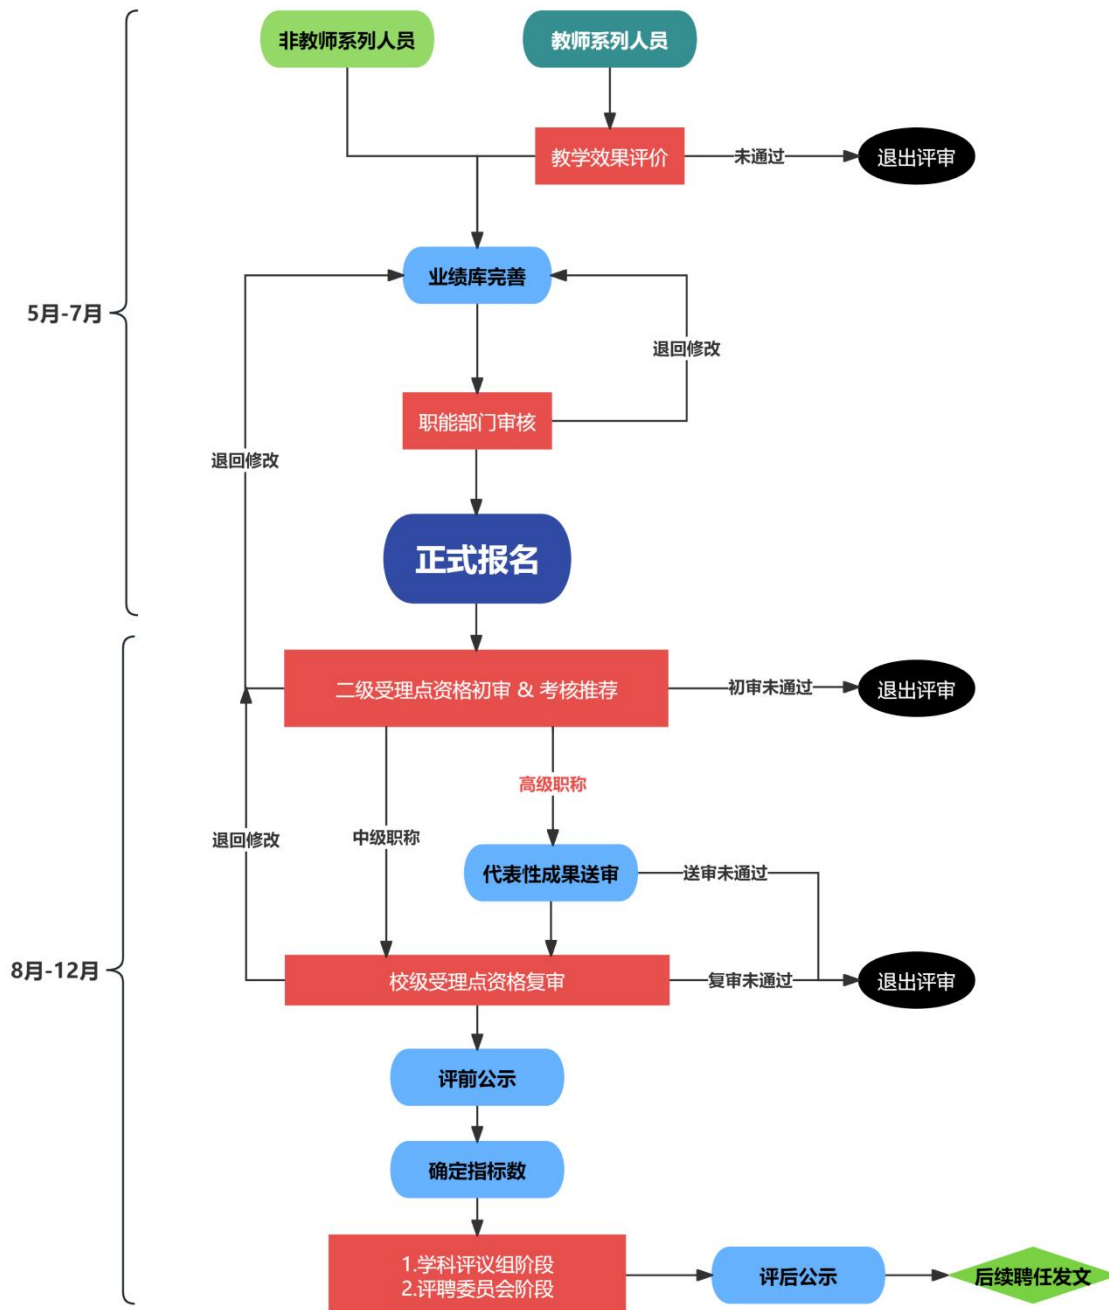 非教师系列人员
教师系列人员
教学效果评价
未通过
退出评审
业绩库完善
5月-7月
退回修改
职能部门审核
退回修改
正式报名
二级受理点资格初审 & 考核推荐
初审未通过
退出评审
高级职称
中级职称
退回修改
代表性成果送审
送审未通过
8月-12月
校级受理点资格复审
复审未通过
退出评审
评前公示
确定指标数
1.学科评议组阶段
2.评聘委员会阶段
评后公示
后续聘任发文